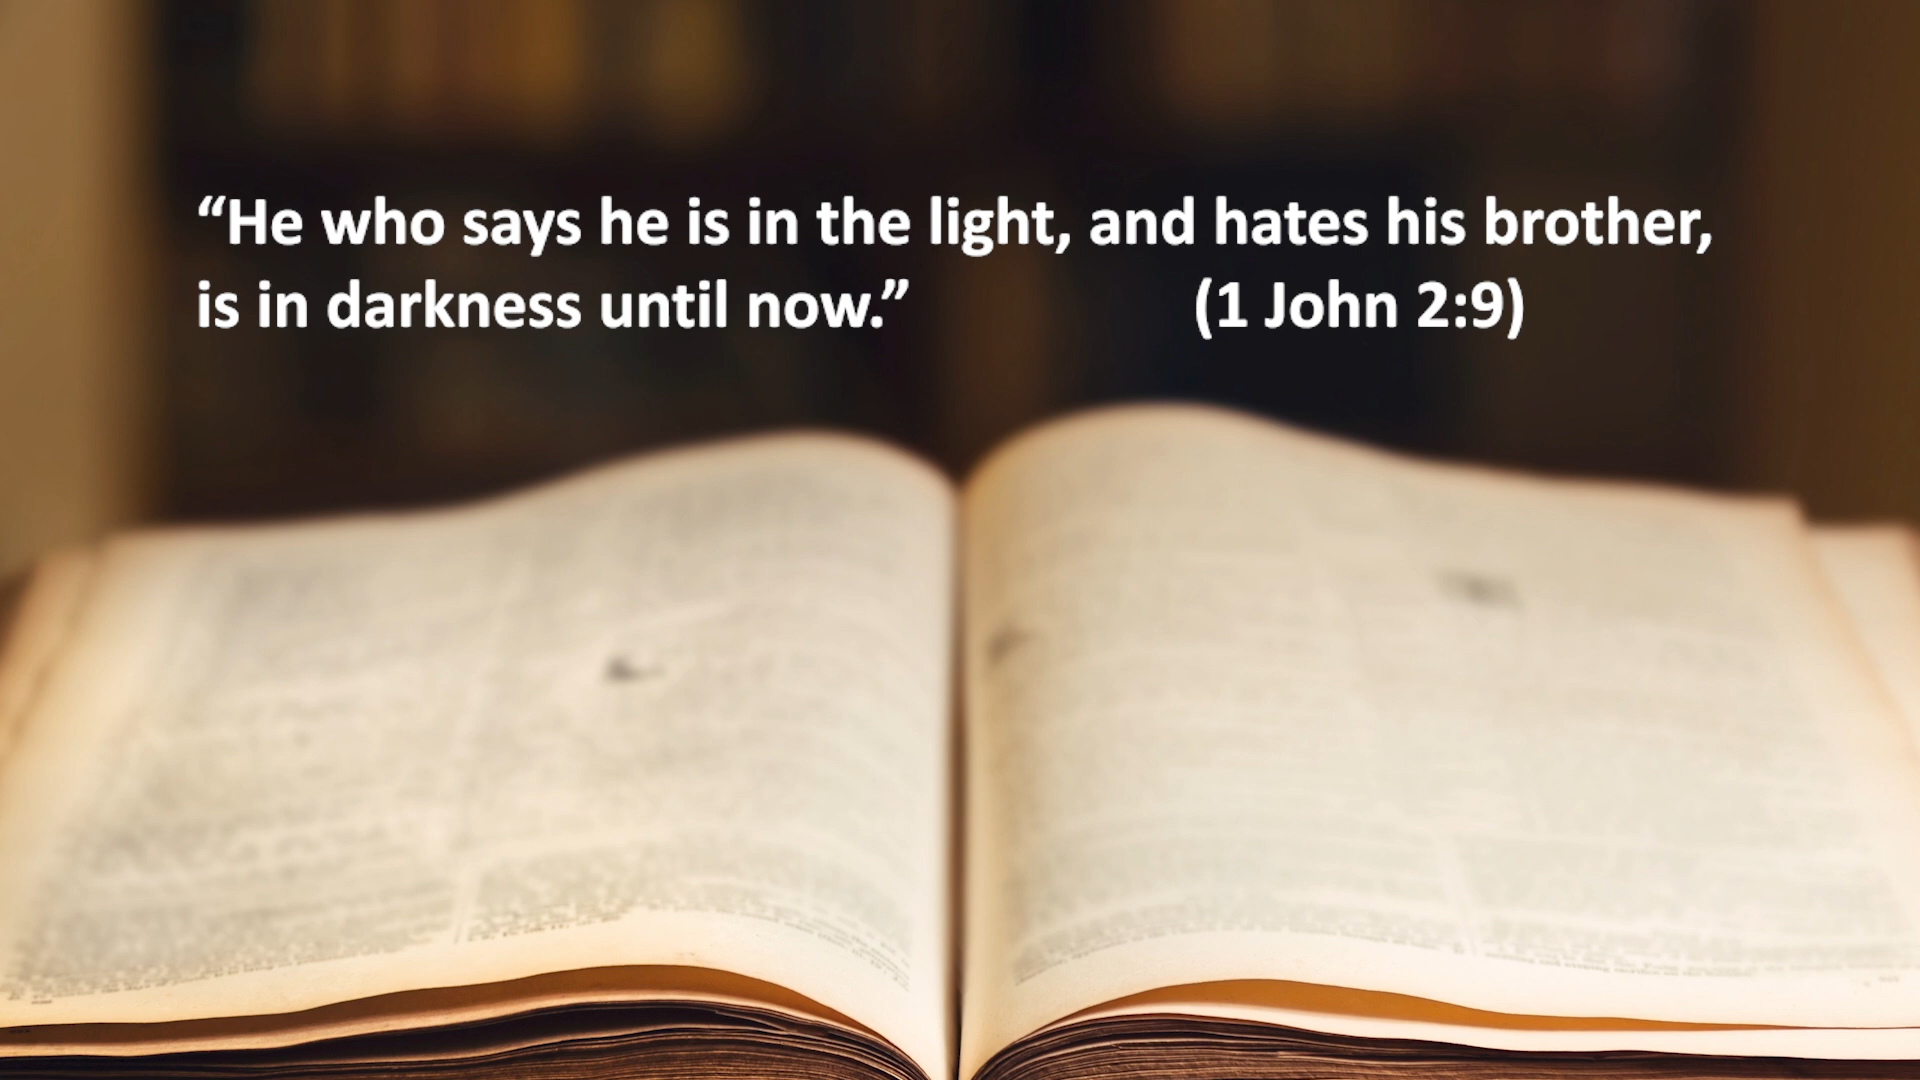 “He who says he is in the light, and hates his brother,
is in darkness until now.” (1 John 2:9)